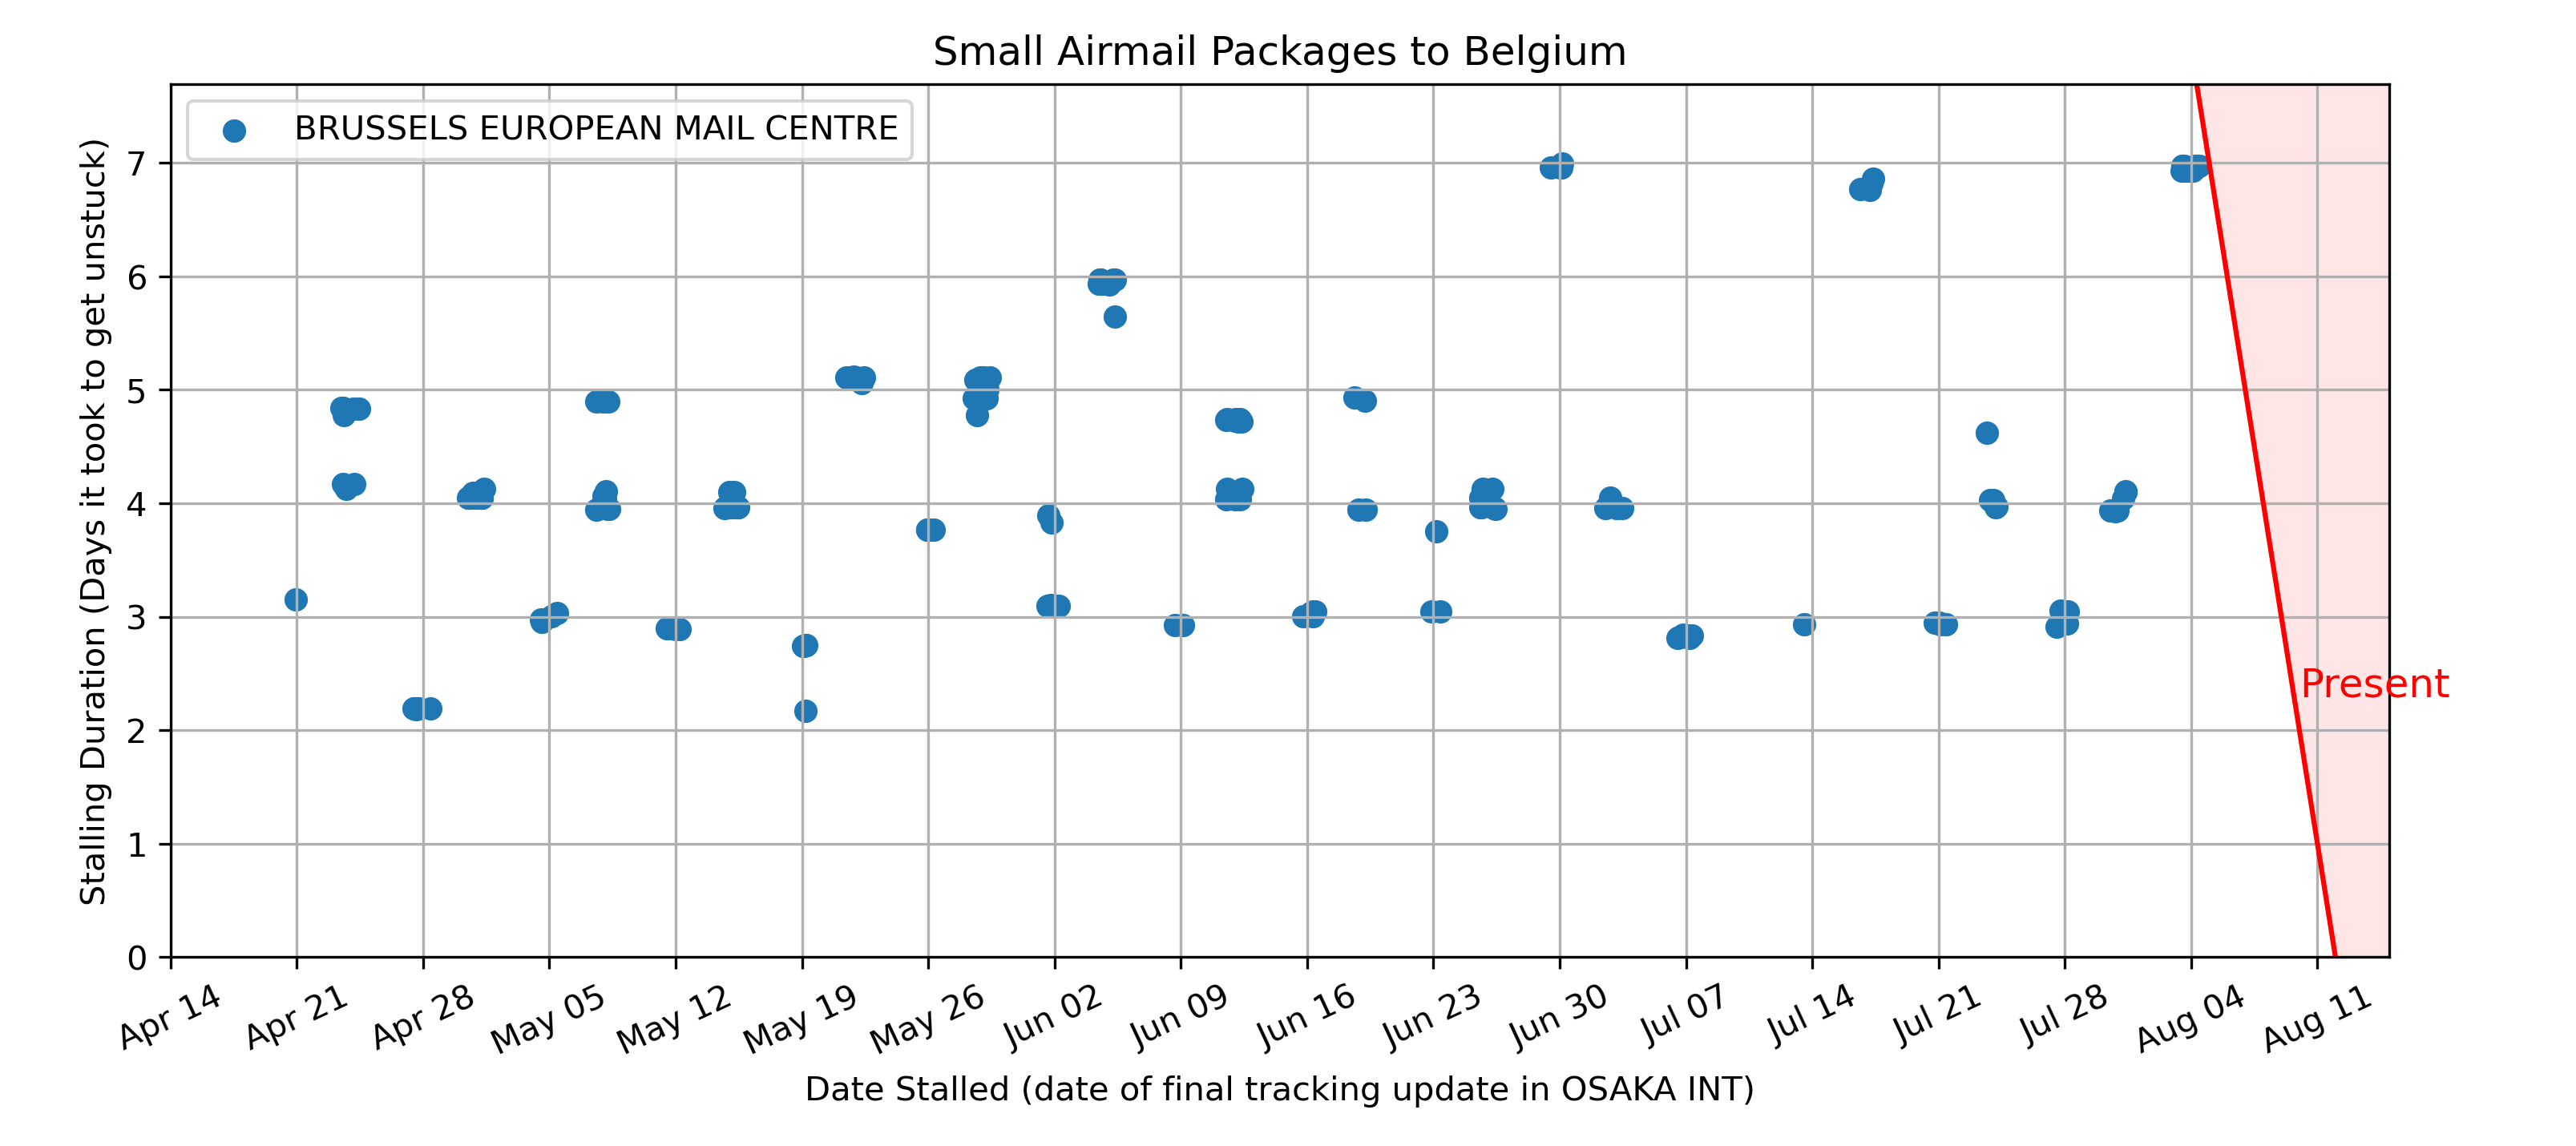 Small Airmail Packages to Belgium
BRUSSELS EUROPEAN MAIL CENTRE
Stalling Duration (Days it took to get unstuck)
7
6
5
4
3
2
1
0
Present
Apr 14 Apr 21 Apr 28 May 05 May 12 May 19 May 26 Jun 02 Jun 09 Jun 16 Jun 23 Jun 30 Jul 07 Jul 14 Jul 21 Jul 28 Aug 04 Aug 11
Date Stalled (date of final tracking update in OSAKA INT)